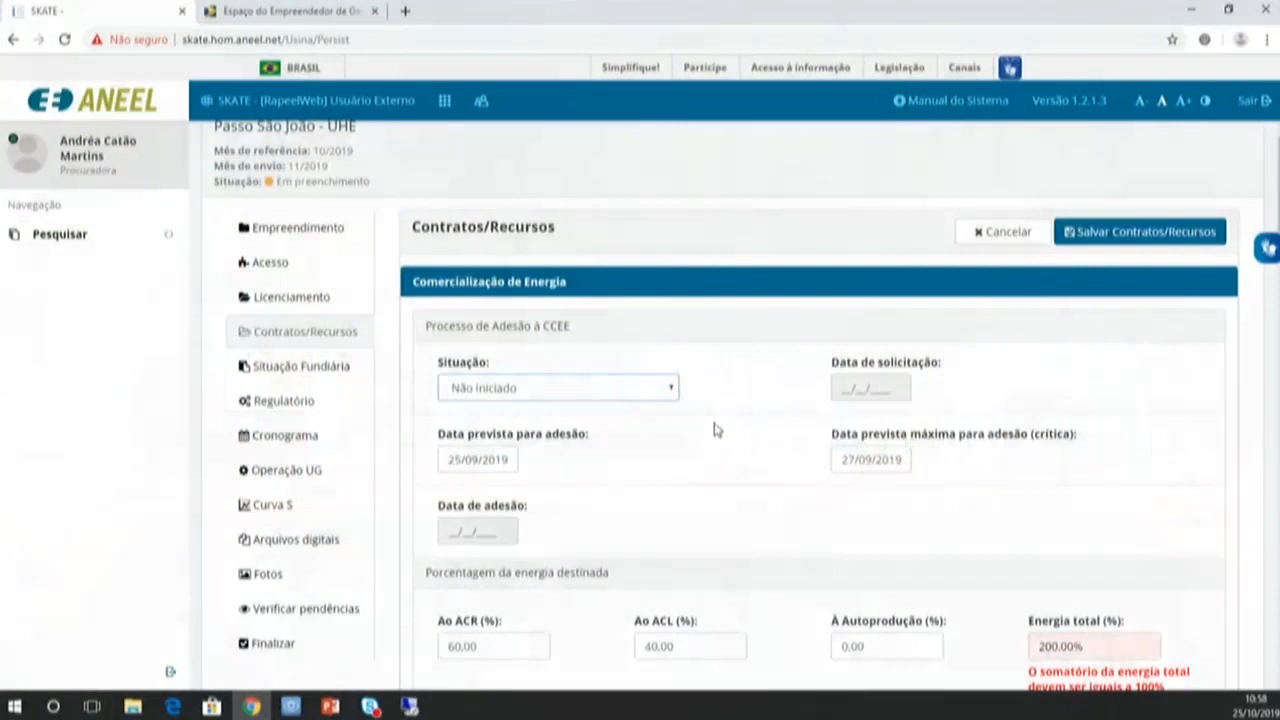 SKATE -
Espaço do Empreendedor de Ge
Não seguro
skate.hom.aneel.net/Usina/Persist
BRASIL
Simplifique!
Participe
Acesso à informação
Legislação
Canais
ANEEL
SKATE - [RapeelWeb] Usuário Externo
Manual do Sistema
Versão 1.2.1.3
A-
A
A+
Sair
Andréa Catão
Martins
Procuradora
Navegação
Pesquisar
Passo São João - UHE
Mês de referência: 10/2019
Mês de envio: 11/2019
Situação: Em preenchimento
Empreendimento
Acesso
Licenciamento
Contratos/Recursos
Situação Fundiária
Regulatório
Cronograma
Operação UG
Curva S
Arquivos digitais
Fotos
Verificar pendências
Finalizar
Contratos/Recursos
Cancelar
Salvar Contratos/Recursos
Comercialização de Energia
Processo de Adesão à CCEE
Situação:
Data de solicitação:
Não iniciado
__/__/____
Data prevista para adesão:
Data prevista máxima para adesão (crítica):
25/09/2019
27/09/2019
Data de adesão:
__/__/____
Porcentagem da energia destinada
Ao ACR (%):
Ao ACL (%):
À Autoprodução (%):
Energia total (%):
60,00
40,00
0,00
200.00%
O somatório da energia total
devem ser iguais a 100%
10:58
25/10/2019